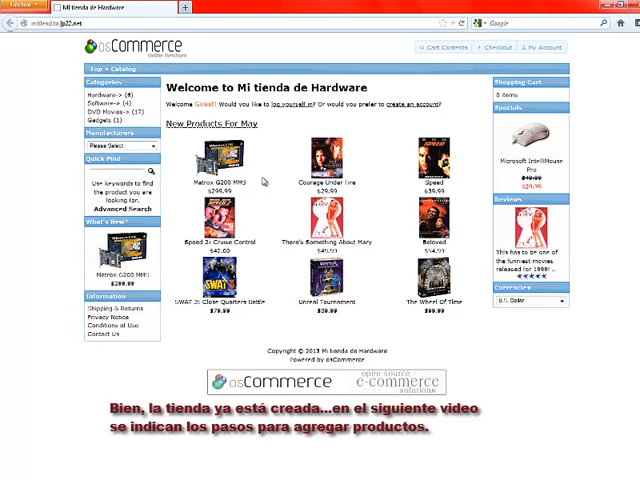 Firefox
Mi tienda de Hardware
+
mitiendita.jp22.net
Google
osCommerce
Online Merchant
Cart Contents
Checkout
My Account
Top » Catalog
Categories
Hardware-> (6)
Software-> (4)
DVD Movies-> (17)
Gadgets (1)
Manufacturers
Please Select
Quick Find
Use keywords to find
the product you
are looking for.
Advanced Search
What's New?
Matrox G200 MMS
$299.99
Information
Shipping & Returns
Privacy Notice
Conditions of Use
Contact Us
Welcome to Mi tienda de Hardware
Welcome Guest! Would you like to log yourself in? Or would you prefer to create an account?
New Products For May
Matrox G200 MMS
$299.99
Courage Under Fire
$29.99
Speed
$39.99
Speed 2: Cruise Control
$42.00
There's Something About Mary
$49.99
Beloved
$54.99
SWAT 3: Close Quarters Battle
$79.99
Unreal Tournament
$89.99
The Wheel Of Time
$99.99
Shopping Cart
0 items
Specials
Microsoft IntelliMouse
Pro
$49.99
$39.99
Reviews
This has to be one of
the funniest movies
released for 1999! ..
Currencies
U.S. Dollar
Copyright © 2013 Mi tienda de Hardware
Powered by osCommerce
osCommerce
open source
e-commerce
solutions
Bien, la tienda ya está creada...en el siguiente video
se indican los pasos para agregar productos.